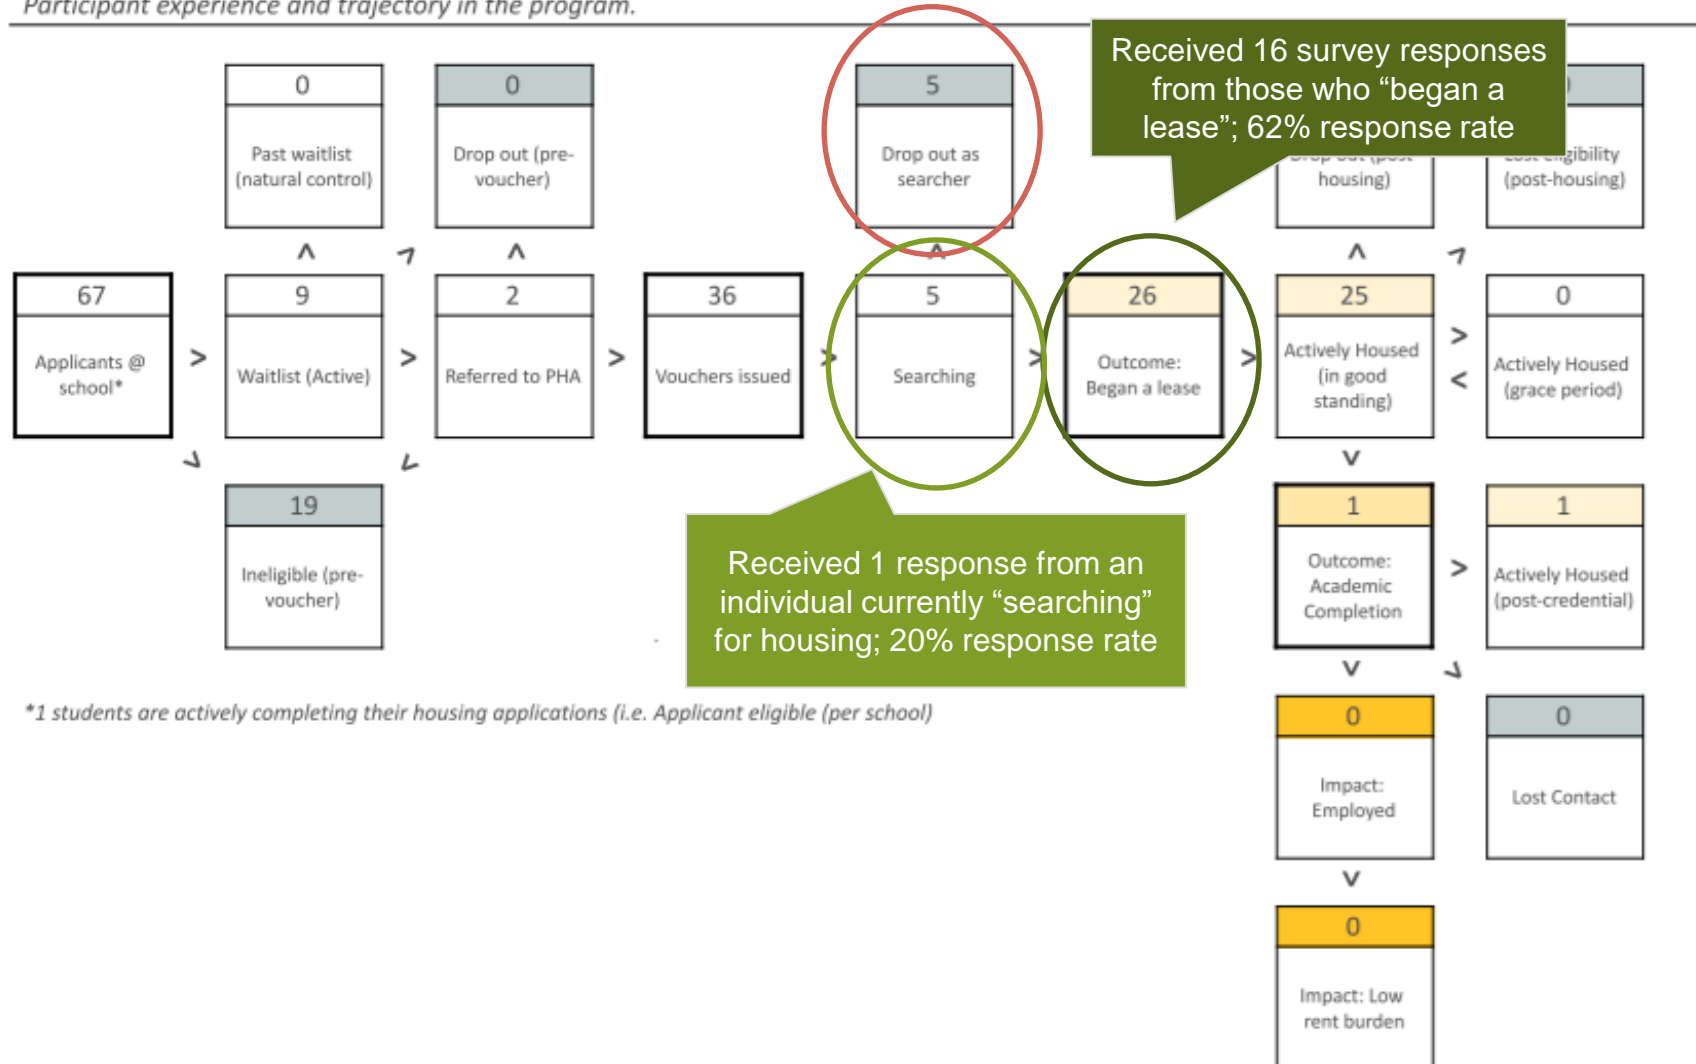 Participant experience and trajectory in the program.
0
Past waitlist
(natural control)
0
Drop out (pre-
voucher)
5
Drop out as
searcher
Received 16 survey responses
from those who “began a
lease”; 62% response rate
housing)
(post-housing)
67
Applicants @
school*
>
9
Waitlist (Active)
>
2
Referred to PHA
>
36
Vouchers issued
>
5
Searching
>
26
Outcome:
Began a lease
>
25
Actively Housed
(in good
standing)
>
<
0
Actively Housed
(grace period)
19
Ineligible (pre-
voucher)
Received 1 response from an
individual currently “searching”
for housing; 20% response rate
1
Outcome:
Academic
Completion
>
1
Actively Housed
(post-credential)
*1 students are actively completing their housing applications (i.e. Applicant eligible (per school)
0
Impact:
Employed
0
Lost Contact
0
Impact: Low
rent burden